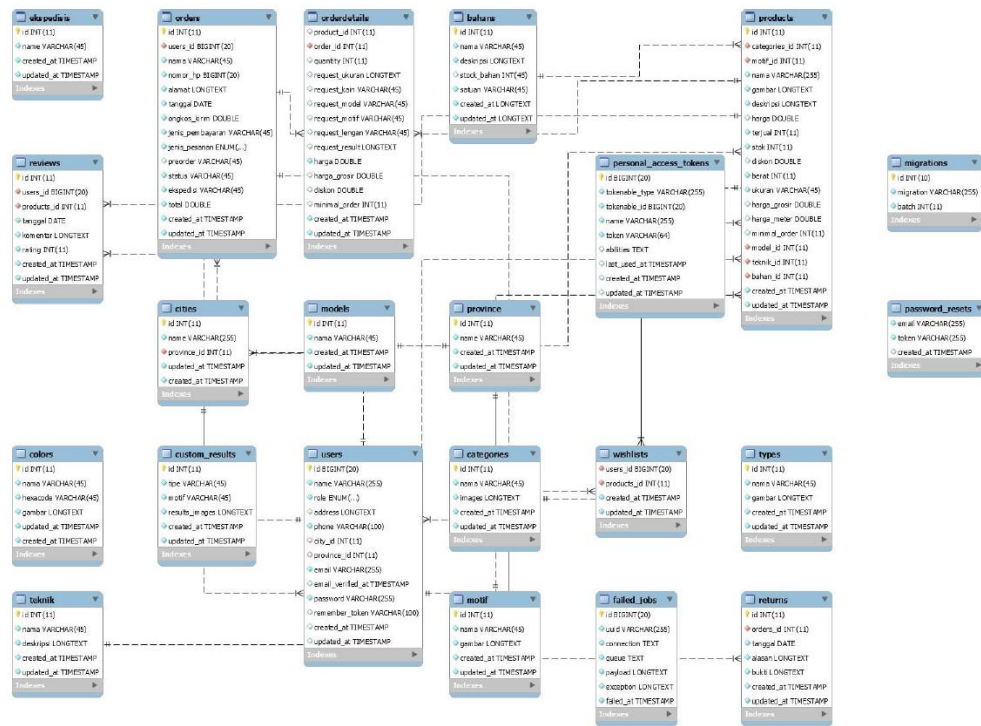 ekspedisis
id INT(11)
name VARCHAR(45)
created_at TIMESTAMP
updated_at TIMESTAMP
Indexes
orders
id INT(11)
users_id BIGINT(20)
nama VARCHAR(45)
nomor_hp BIGINT(20)
alamat LONGTEXT
tanggal DATE
ongkos_kirim DOUBLE
jenis_pembayaran VARCHAR(45)
jenis_pesanan ENUM(...)
preorder VARCHAR(45)
status VARCHAR(45)
ekspedisi VARCHAR(45)
total DOUBLE
created_at TIMESTAMP
updated_at TIMESTAMP
Indexes
orderdetails
product_id INT(11)
order_id INT(11)
quantity INT(11)
request_ukuran LONGTEXT
request_kain VARCHAR(45)
request_model VARCHAR(45)
request_motif VARCHAR(45)
request_lengan VARCHAR(45)
request_result LONGTEXT
harga DOUBLE
harga_grosir DOUBLE
diskon DOUBLE
minimal_order INT(11)
created_at TIMESTAMP
updated_at TIMESTAMP
Indexes
bahans
id INT(11)
nama VARCHAR(45)
deskripsi LONGTEXT
stock_bahan INT(45)
satuan VARCHAR(45)
created_at LONGTEXT
updated_at LONGTEXT
Indexes
products
id INT(11)
categories_id INT(11)
motif_id INT(11)
nama VARCHAR(255)
gambar LONGTEXT
deskripsi LONGTEXT
harga DOUBLE
terjual INT(11)
stok INT(11)
diskon DOUBLE
berat INT(11)
ukuran VARCHAR(45)
harga_grosir DOUBLE
harga_meter DOUBLE
minimal_order INT(11)
model_id INT(11)
teknik_id INT(11)
bahan_id INT(11)
created_at TIMESTAMP
updated_at TIMESTAMP
Indexes
reviews
id INT(11)
users_id BIGINT(20)
products_id INT(11)
tanggal DATE
komentar LONGTEXT
rating INT(11)
created_at TIMESTAMP
updated_at TIMESTAMP
Indexes
personal_access_tokens
id BIGINT(20)
tokenable_type VARCHAR(255)
tokenable_id BIGINT(20)
name VARCHAR(255)
token VARCHAR(64)
abilities TEXT
last_used_at TIMESTAMP
created_at TIMESTAMP
updated_at TIMESTAMP
Indexes
migrations
id INT(10)
migration VARCHAR(255)
batch INT(11)
Indexes
cities
id INT(11)
name VARCHAR(255)
province_id INT(11)
updated_at TIMESTAMP
created_at TIMESTAMP
Indexes
models
id INT(11)
nama VARCHAR(45)
created_at TIMESTAMP
updated_at TIMESTAMP
Indexes
province
id INT(11)
name VARCHAR(45)
created_at TIMESTAMP
updated_at TIMESTAMP
Indexes
password_resets
email VARCHAR(255)
token VARCHAR(255)
created_at TIMESTAMP
Indexes
colors
id INT(11)
nama VARCHAR(45)
hexacode VARCHAR(45)
gambar LONGTEXT
updated_at TIMESTAMP
created_at TIMESTAMP
Indexes
custom_results
id INT(11)
tipe VARCHAR(45)
motif VARCHAR(45)
results_images LONGTEXT
created_at TIMESTAMP
updated_at TIMESTAMP
Indexes
users
id BIGINT(20)
name VARCHAR(255)
role ENUM(...)
address LONGTEXT
phone VARCHAR(100)
city_id INT(11)
province_id INT(11)
email VARCHAR(255)
email_verified_at TIMESTAMP
password VARCHAR(255)
remember_token VARCHAR(100)
created_at TIMESTAMP
updated_at TIMESTAMP
Indexes
categories
id INT(11)
nama VARCHAR(45)
images LONGTEXT
created_at TIMESTAMP
updated_at TIMESTAMP
Indexes
wishlists
users_id BIGINT(20)
products_id INT(11)
created_at TIMESTAMP
updated_at TIMESTAMP
Indexes
types
id INT(11)
nama VARCHAR(45)
gambar LONGTEXT
created_at TIMESTAMP
updated_at TIMESTAMP
Indexes
teknik
id INT(11)
nama VARCHAR(45)
deskripsi LONGTEXT
created_at TIMESTAMP
updated_at TIMESTAMP
Indexes
motif
id INT(11)
nama VARCHAR(45)
gambar LONGTEXT
created_at TIMESTAMP
updated_at TIMESTAMP
Indexes
failed_jobs
id BIGINT(20)
uuid VARCHAR(255)
connection TEXT
queue TEXT
payload LONGTEXT
exception LONGTEXT
failed_at TIMESTAMP
Indexes
returns
id INT(11)
orders_id INT(11)
tanggal DATE
alasan LONGTEXT
bukti LONGTEXT
created_at TIMESTAMP
updated_at TIMESTAMP
Indexes